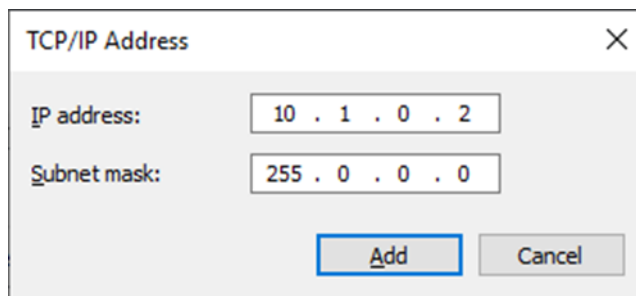 TCP/IP Address
IP address: 10 . 1 . 0 . 2
Subnet mask: 255 . 0 . 0 . 0
Add Cancel